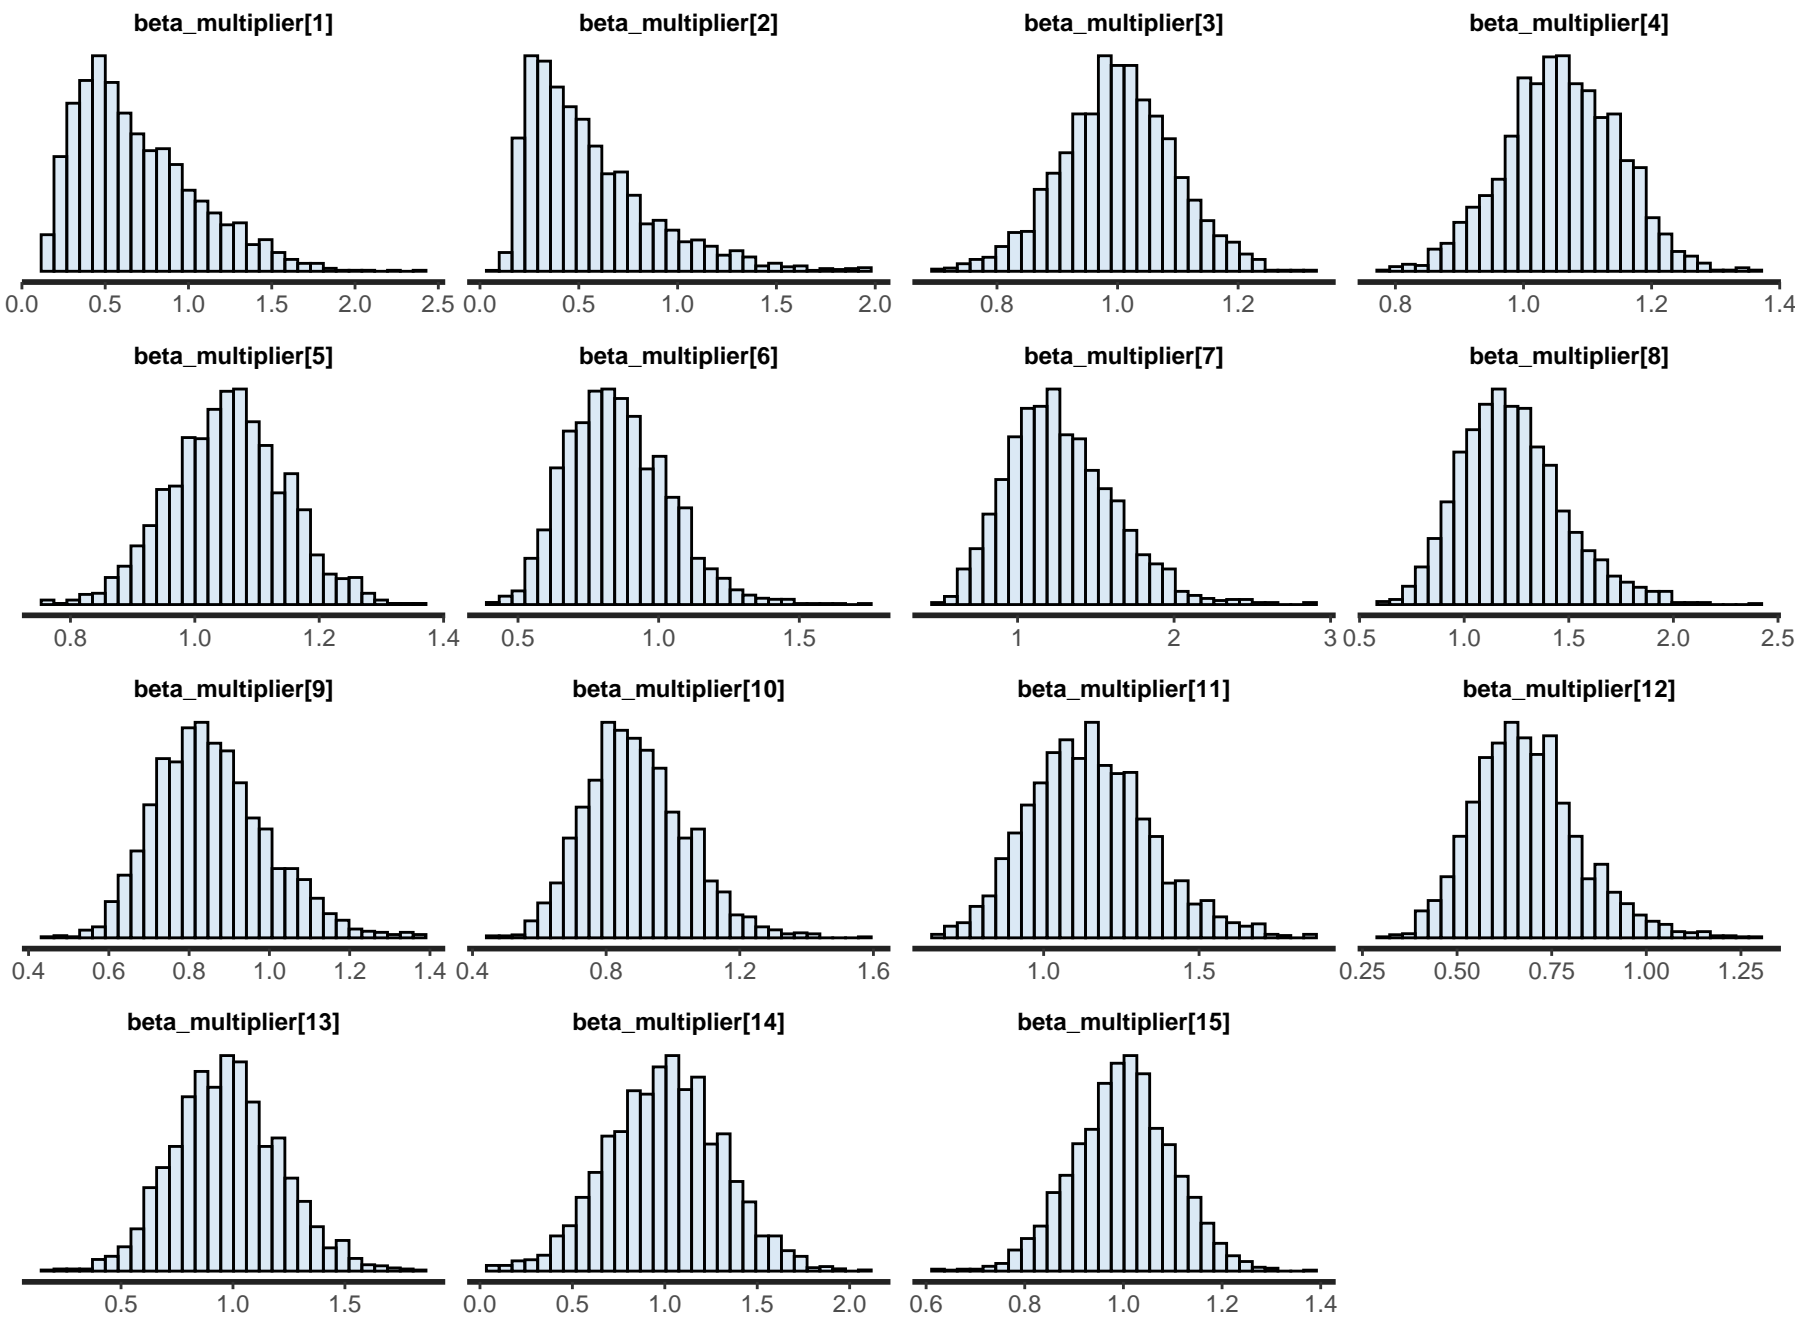 beta_multiplier[1] beta_multiplier[2] beta_multiplier[3] beta_multiplier[4]
0.0 0.5 1.0 1.5 2.0 2.5 0.0 0.5 1.0 1.5 2.0 0.8 1.0 1.2 0.8 1.0 1.2 1.4
beta_multiplier[5] beta_multiplier[6] beta_multiplier[7] beta_multiplier[8]
0.8 1.0 1.2 1.4 0.5 1.0 1.5 1 2 3 0.5 1.0 1.5 2.0 2.5
beta_multiplier[9] beta_multiplier[10] beta_multiplier[11] beta_multiplier[12]
0.4 0.6 0.8 1.0 1.2 1.4 0.4 0.8 1.2 1.6 1.0 1.5 0.25 0.50 0.75 1.00 1.25
beta_multiplier[13] beta_multiplier[14] beta_multiplier[15]
0.5 1.0 1.5 0.0 0.5 1.0 1.5 2.0 0.6 0.8 1.0 1.2 1.4